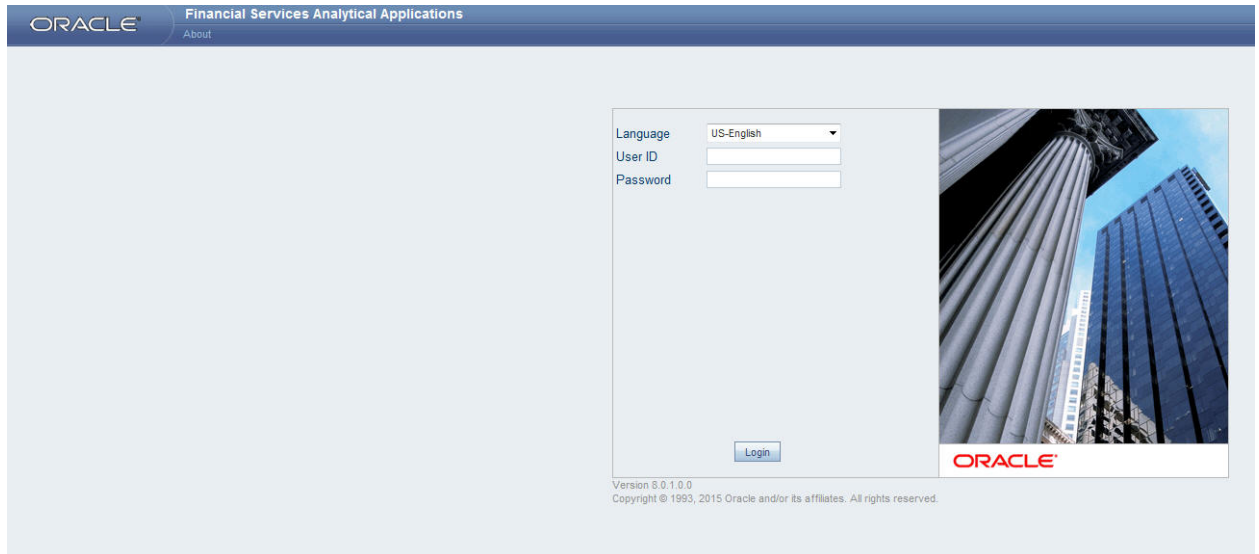 ORACLE
Financial Services Analytical Applications
About
Language US-English
User ID
Password
Login
ORACLE
Version 8.0.1.0.0
Copyright © 1993, 2015 Oracle and/or its affiliates. All rights reserved.